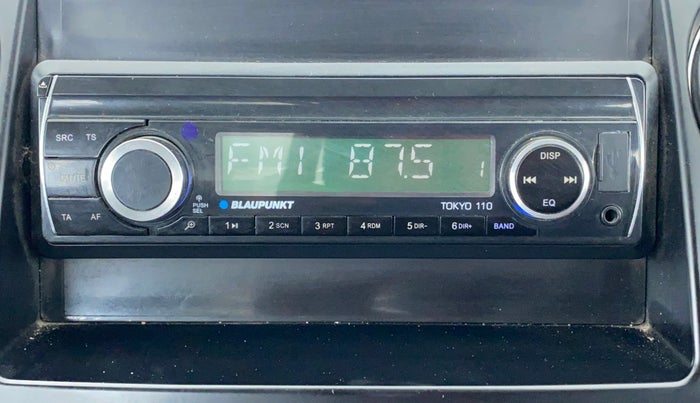 SRC TS
FM1 87.5 1
DISP
MUTE
EQ
PUSH
SEL
BLAUPUNKT
TOKYO 110
TA AF
1 2 SCN 3 RPT 4 RDM 5 DIR- 6 DIR+ BAND